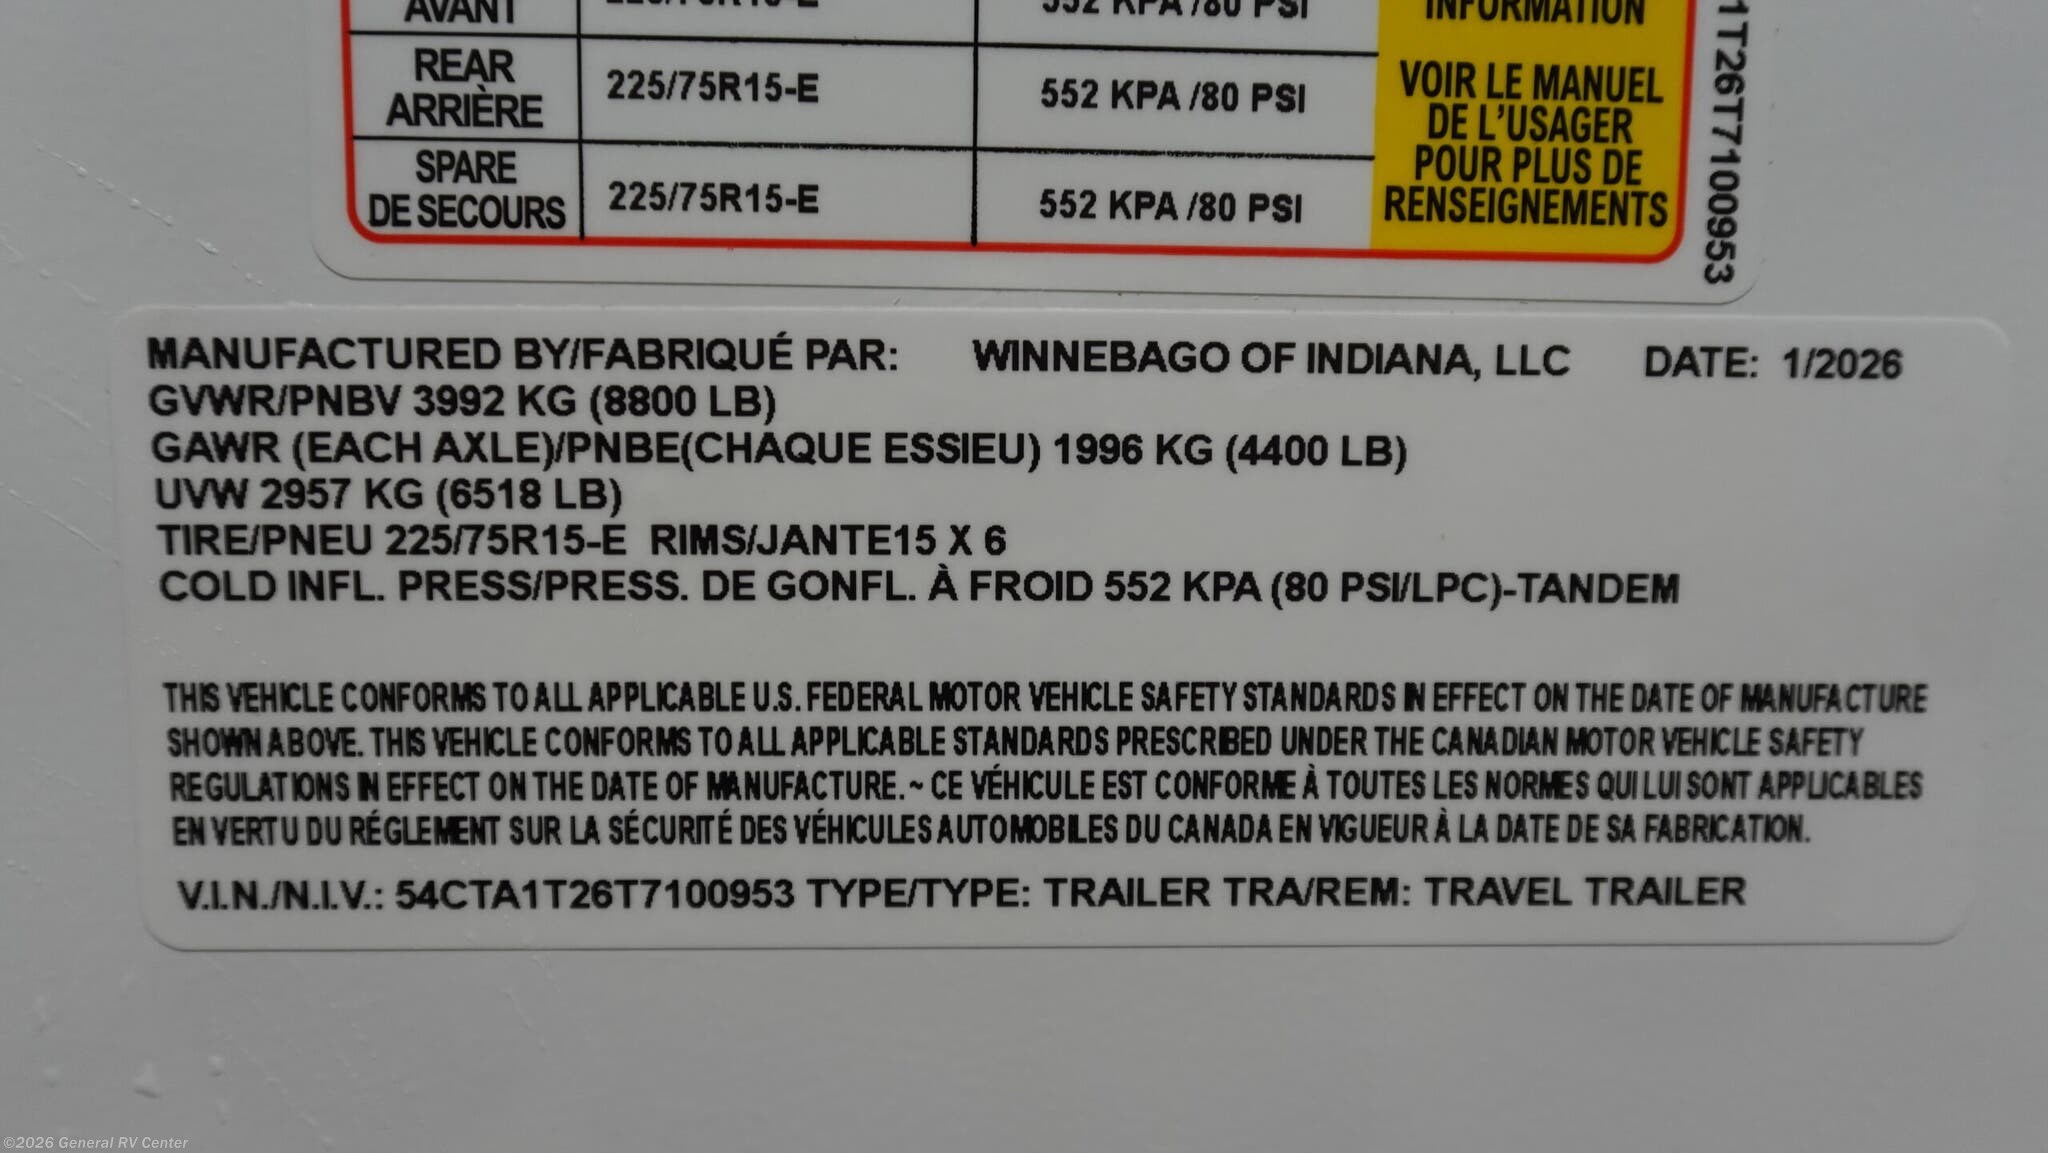 AVANT 225/75R15-E 552 KPA /80 PSI INFORMATION
REAR
ARRIÈRE 225/75R15-E 552 KPA /80 PSI
SPARE
DE SECOURS 225/75R15-E 552 KPA /80 PSI
VOIR LE MANUEL
DE L'USAGER
POUR PLUS DE
RENSEIGNEMENTS
1T26T7100953
MANUFACTURED BY/FABRIQUÉ PAR: WINNEBAGO OF INDIANA, LLC DATE: 1/2026
GVWR/PNBV 3992 KG (8800 LB)
GAWR (EACH AXLE)/PNBE(CHAQUE ESSIEU) 1996 KG (4400 LB)
UVW 2957 KG (6518 LB)
TIRE/PNEU 225/75R15-E RIMS/JANTE15 X 6
COLD INFL. PRESS/PRESS. DE GONFL. À FROID 552 KPA (80 PSI/LPC)-TANDEM
THIS VEHICLE CONFORMS TO ALL APPLICABLE U.S. FEDERAL MOTOR VEHICLE SAFETY STANDARDS IN EFFECT ON THE DATE OF MANUFACTURE
SHOWN ABOVE. THIS VEHICLE CONFORMS TO ALL APPLICABLE STANDARDS PRESCRIBED UNDER THE CANADIAN MOTOR VEHICLE SAFETY
REGULATIONS IN EFFECT ON THE DATE OF MANUFACTURE. ~ CE VÉHICULE EST CONFORME À TOUTES LES NORMES QUI LUI SONT APPLICABLES
EN VERTU DU RÉGLEMENT SUR LA SÉCURITÉ DES VÉHICULES AUTOMOBILES DU CANADA EN VIGUEUR À LA DATE DE SA FABRICATION.
V.I.N./N.I.V.: 54CTA1T26T7100953 TYPE/TYPE: TRAILER TRA/REM: TRAVEL TRAILER
©2026 General RV Center